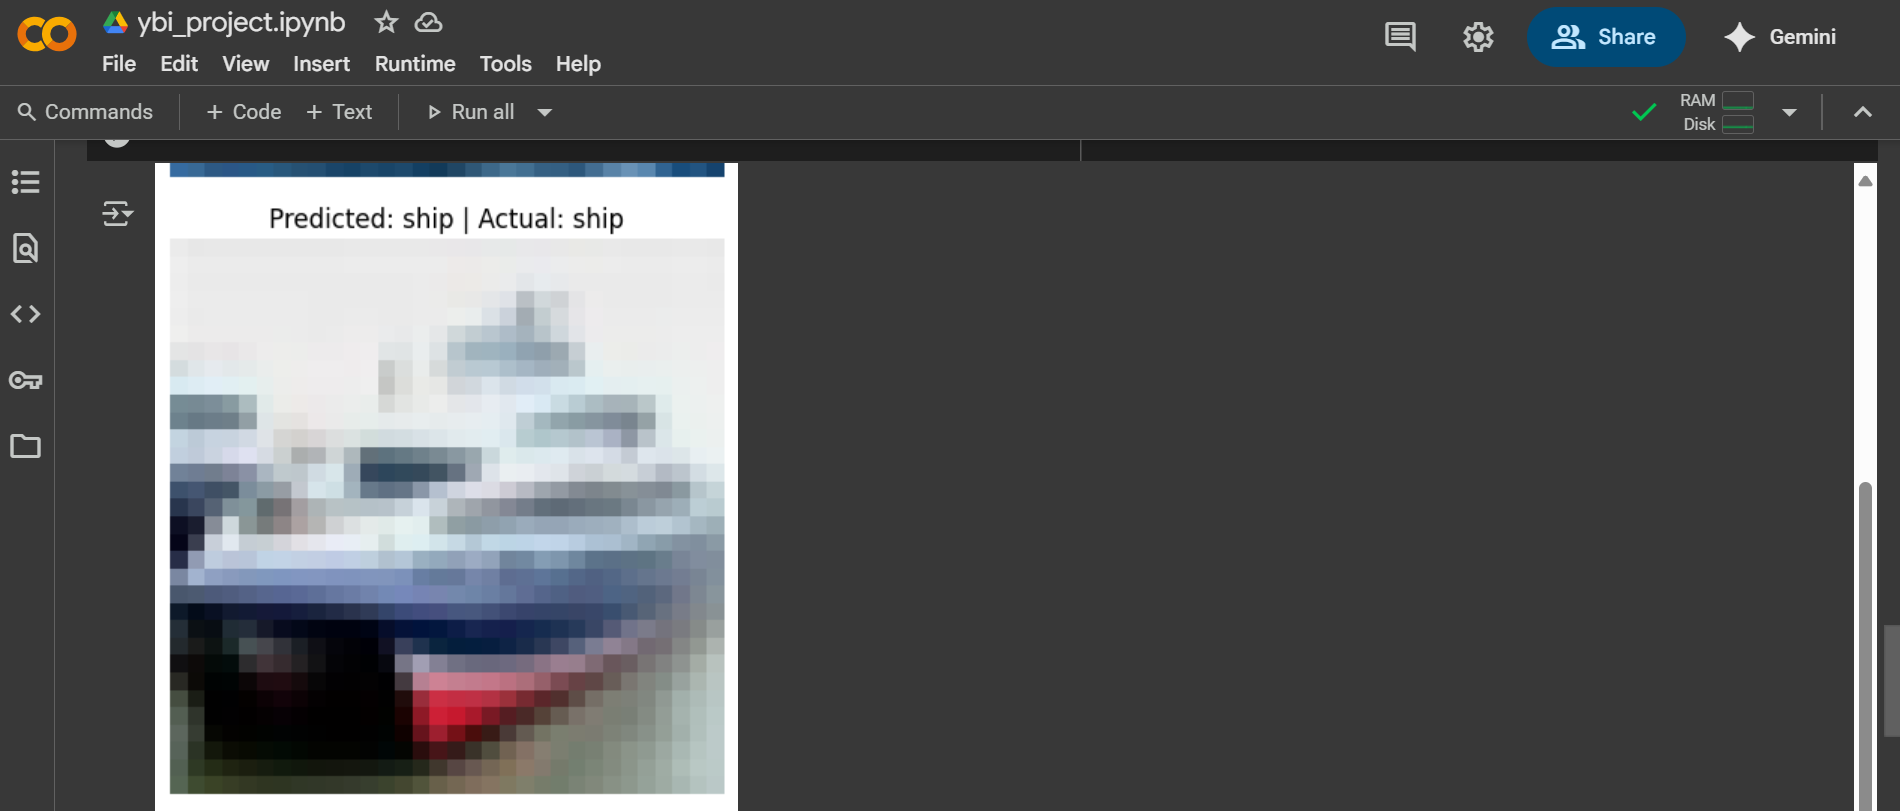 ybi_project.ipynb
File Edit View Insert Runtime Tools Help
Share
Gemini
Commands + Code + Text Run all
RAM
Disk
Predicted: ship | Actual: ship